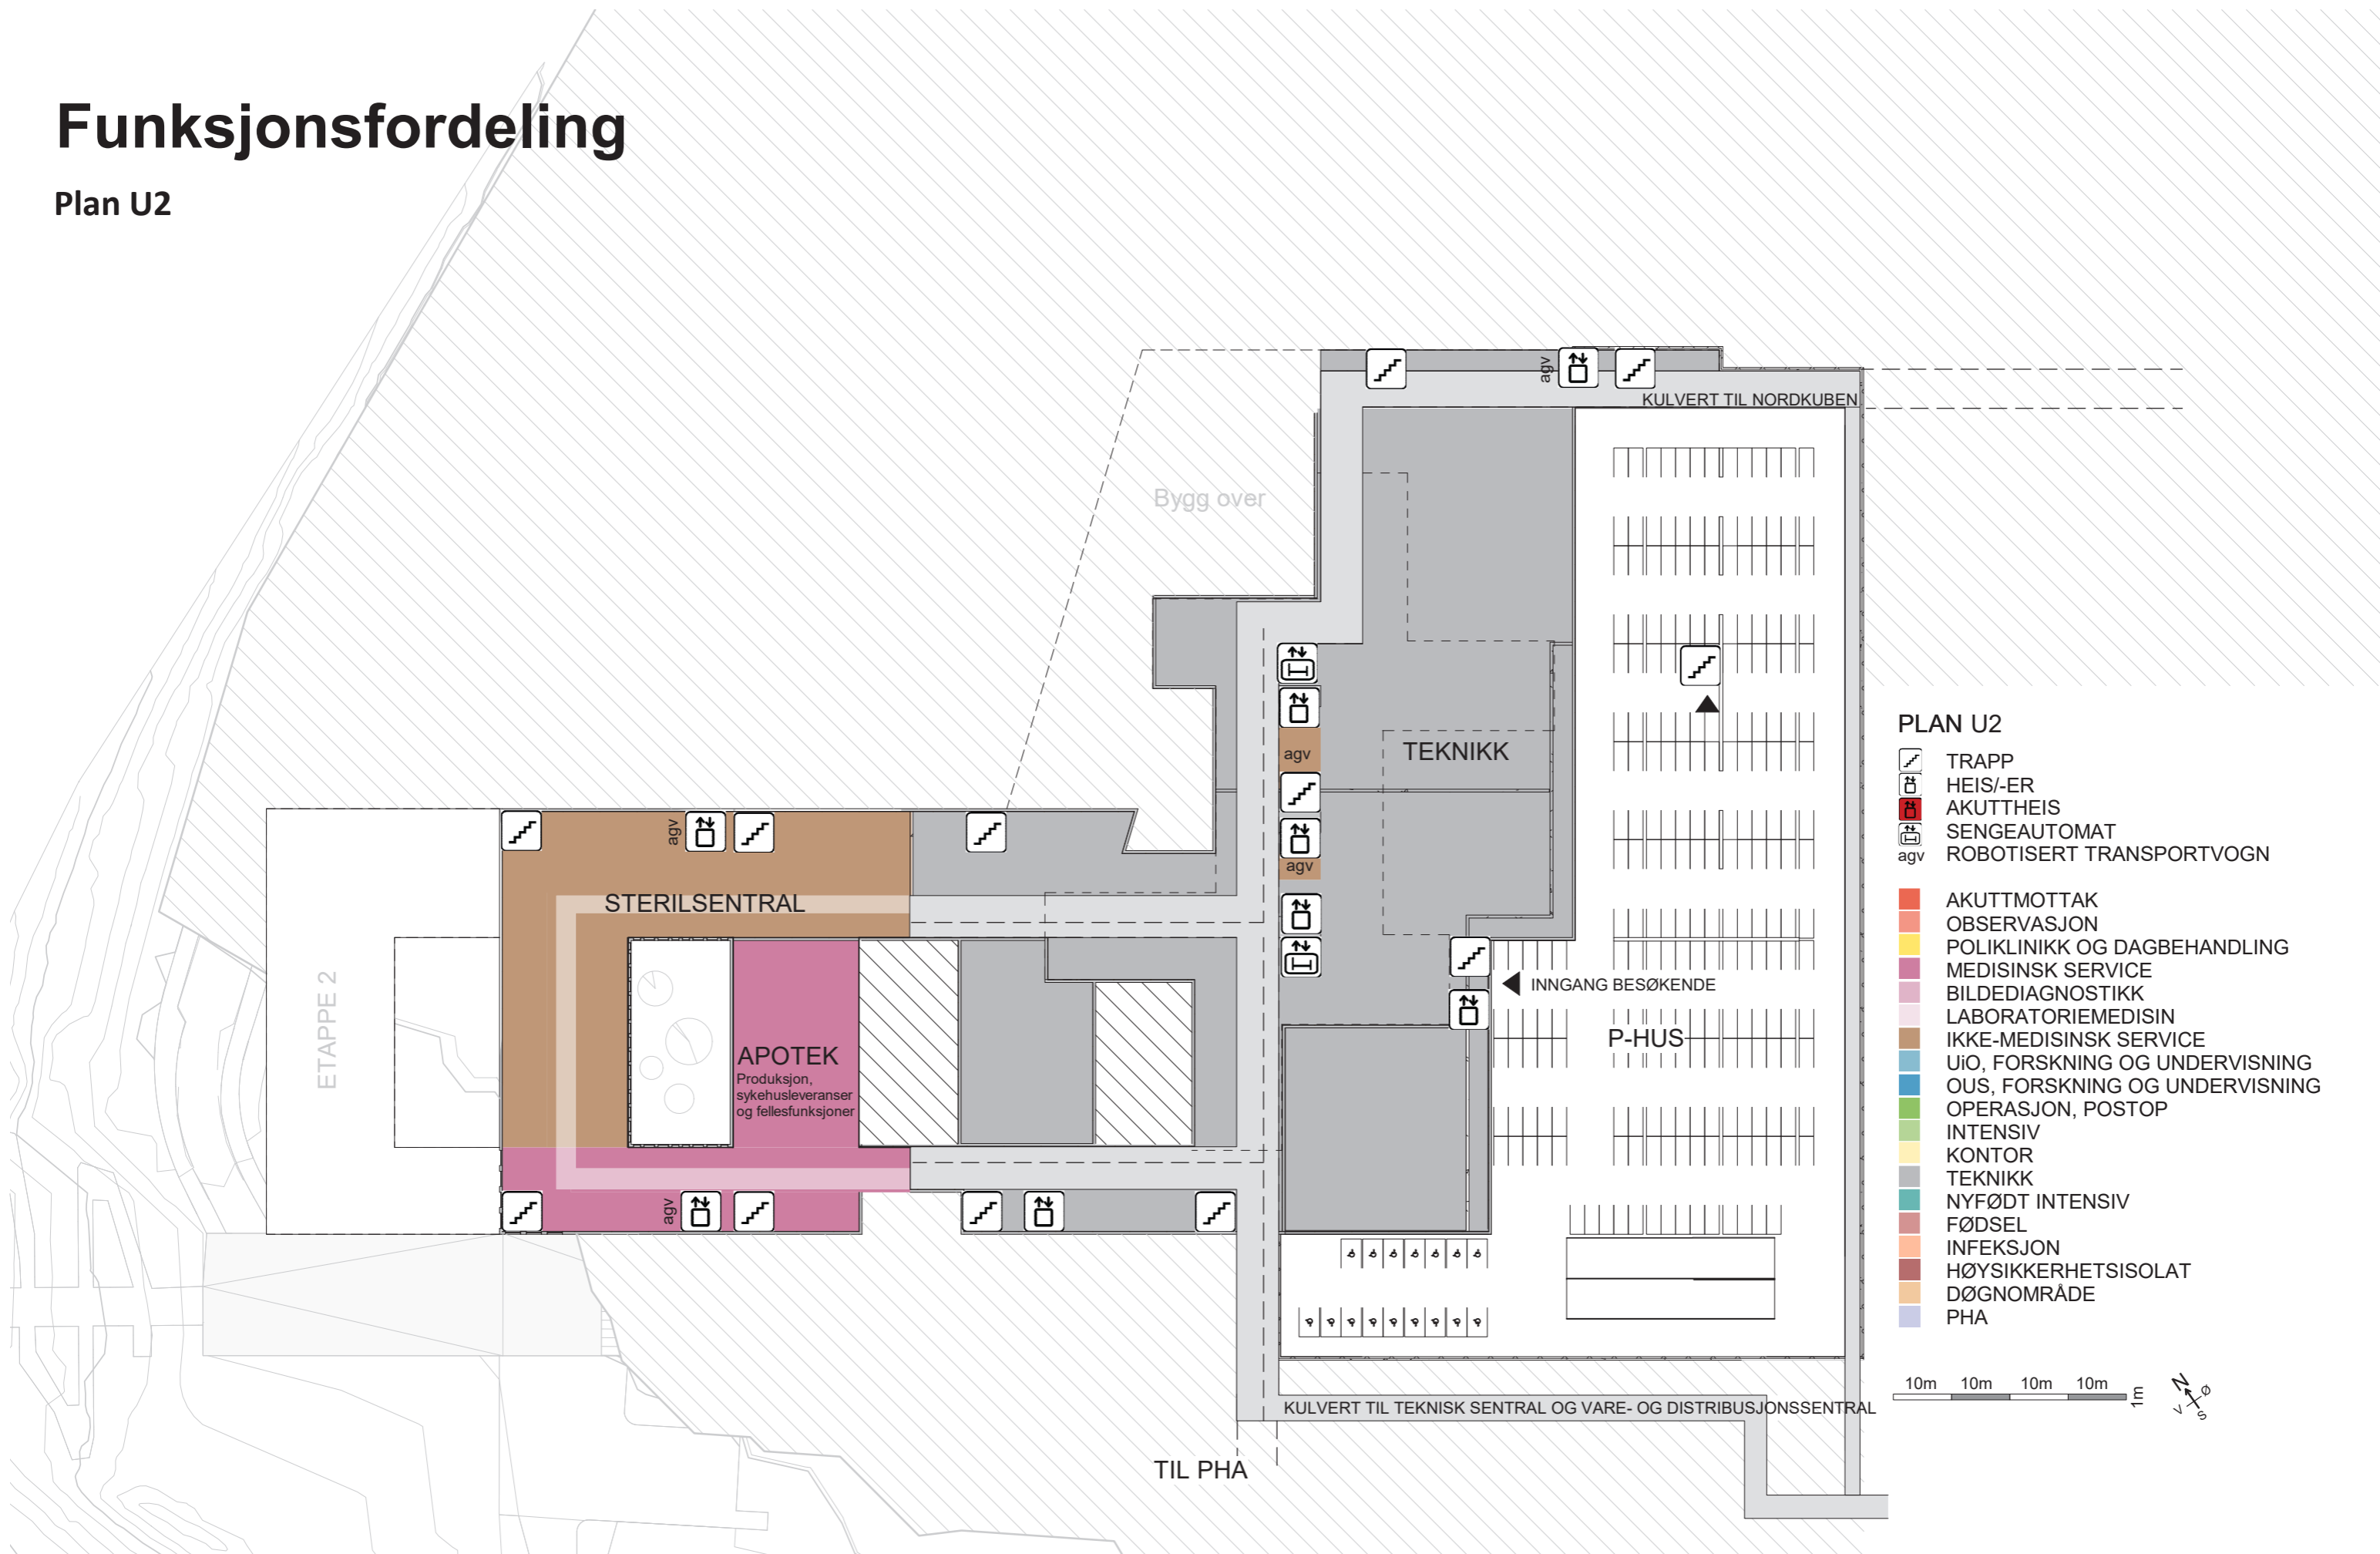 Funksjonsfordeling
Plan U2
agv
KULVERT TIL NORDKUBEN
Bygg over
agv
TEKNIKK
agv
agv
STERILSENTRAL
ETAPPE 2
INNGANG BESØKENDE
P-HUS
APOTEK
Produksjon,
sykehusleveranser
og fellesfunksjoner
agv
KULVERT TIL TEKNISK SENTRAL OG VARE- OG DISTRIBUSJONSSENTRAL
TIL PHA
PLAN U2
TRAPP
HEIS/-ER
AKUTTHEIS
SENGEAUTOMAT
agv ROBOTISERT TRANSPORTVOGN
AKUTTMOTTAK
OBSERVASJON
POLIKLINIKK OG DAGBEHANDLING
MEDISINSK SERVICE
BILDEDIAGNOSTIKK
LABORATORIEMEDISIN
IKKE-MEDISINSK SERVICE
UiO, FORSKNING OG UNDERVISNING
OUS, FORSKNING OG UNDERVISNING
OPERASJON, POSTOP
INTENSIV
KONTOR
TEKNIKK
NYFØDT INTENSIV
FØDSEL
INFEKSJON
HØYSIKKERHETSISOLAT
DØGNOMRÅDE
PHA
10m 10m 10m 10m 1m
N Ø V S